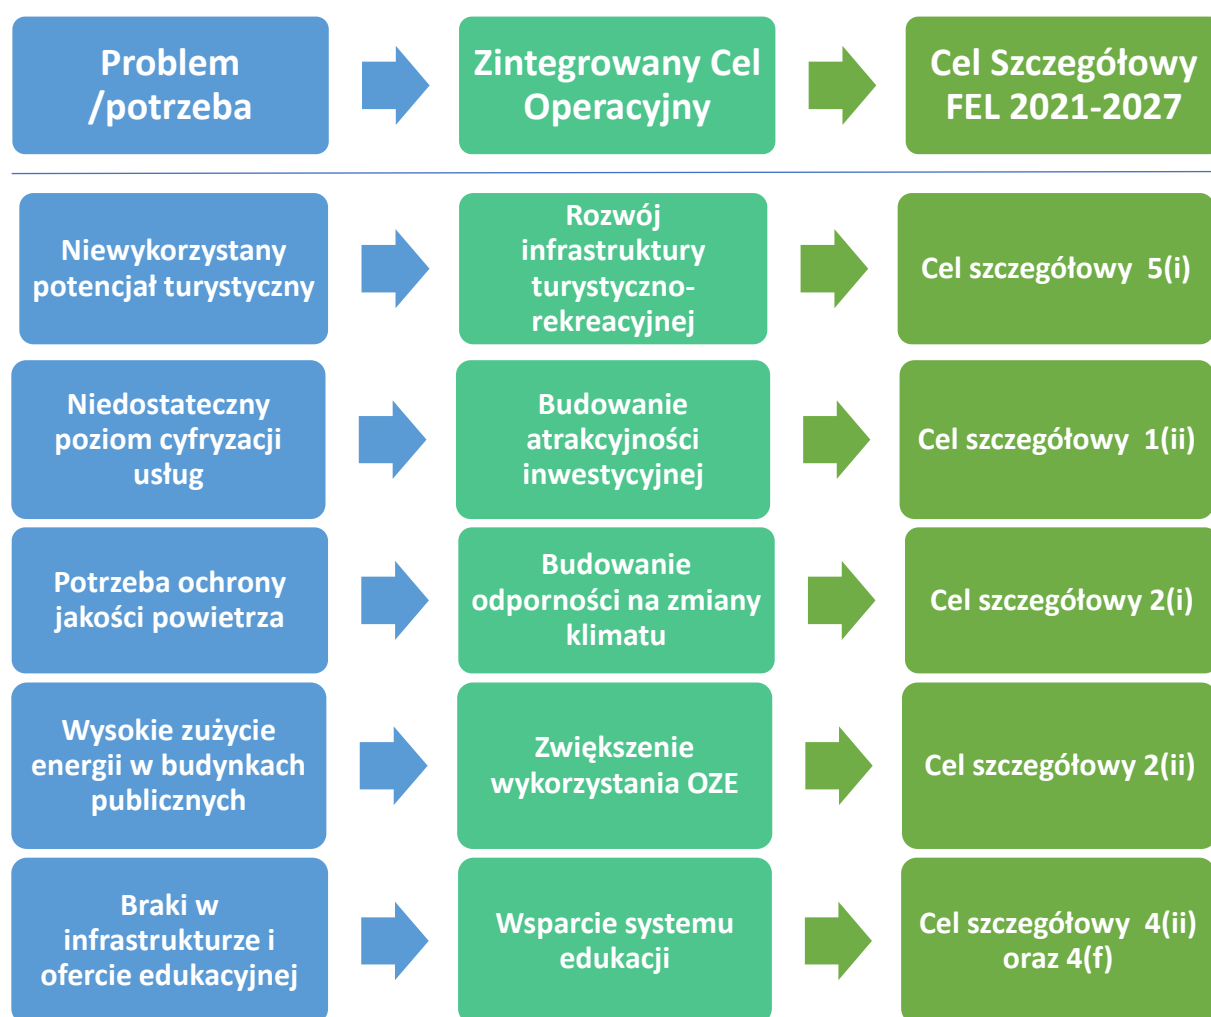 Problem
/potrzeba
Zintegrowany Cel
Operacyjny
Cel Szczegółowy
FEL 2021-2027
Niewykorzystany
potencjał turystyczny
Rozwój
infrastruktury
turystyczno-
rekreacyjnej
Cel szczegółowy 5(i)
Niedostateczny
poziom cyfryzacji
usług
Budowanie
atrakcyjności
inwestycyjnej
Cel szczegółowy 1(ii)
Potrzeba ochrony
jakości powietrza
Budowanie
odporności na zmiany
klimatu
Cel szczegółowy 2(i)
Wysokie zużycie
energii w budynkach
publicznych
Zwiększenie
wykorzystania OZE
Cel szczegółowy 2(ii)
Braki w
infrastrukturze i
ofercie edukacyjnej
Wsparcie systemu
edukacji
Cel szczegółowy 4(ii)
oraz 4(f)